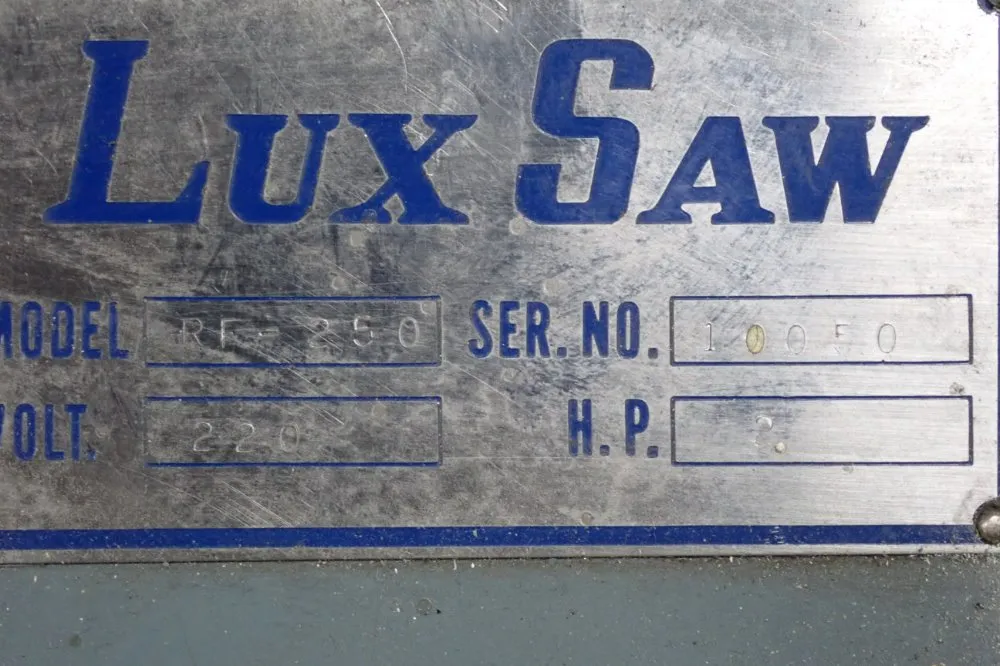 LUX SAW
MODEL RF-250 SER. NO. 10050
VOLT. 220 H.P.